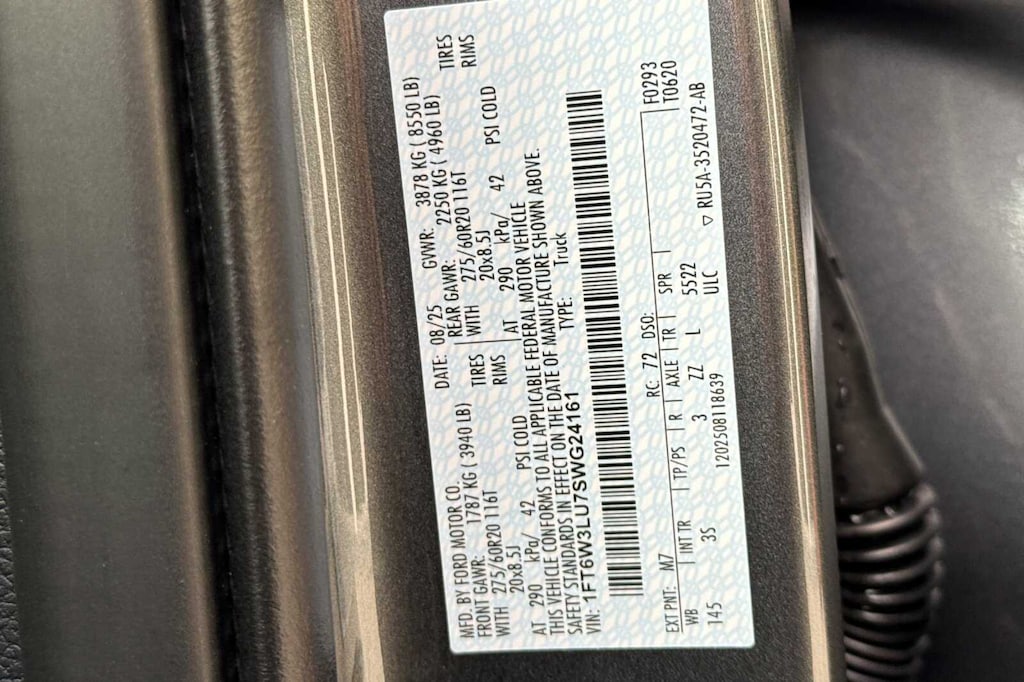 MFD. BY FORD MOTOR CO. DATE: 08/25 GVWR: 3878 KG ( 8550 LB)
FRONT GAWR: 1787 KG ( 3940 LB) REAR GAWR: 2250 KG ( 4960 LB)
WITH 275/60R20 116T TIRES WITH 275/60R20 116T TIRES
20x8.5J RIMS 20x8.5J RIMS
AT 290 kPa/ 42 PSI COLD AT 290 kPa/ 42 PSI COLD
THIS VEHICLE CONFORMS TO ALL APPLICABLE FEDERAL MOTOR VEHICLE
SAFETY STANDARDS IN EFFECT ON THE DATE OF MANUFACTURE SHOWN ABOVE.
VIN: 1FT6W3LU7SWG24161 TYPE: Truck
F0293
T0620
EXT PNT: M7 RC: 72 DSO:
WB INT TR TP/PS R AXLE TR SPR
145 3S 3 ZZ L 5522
ULC
1202508118639 ▽ RU5A-3520472-AB